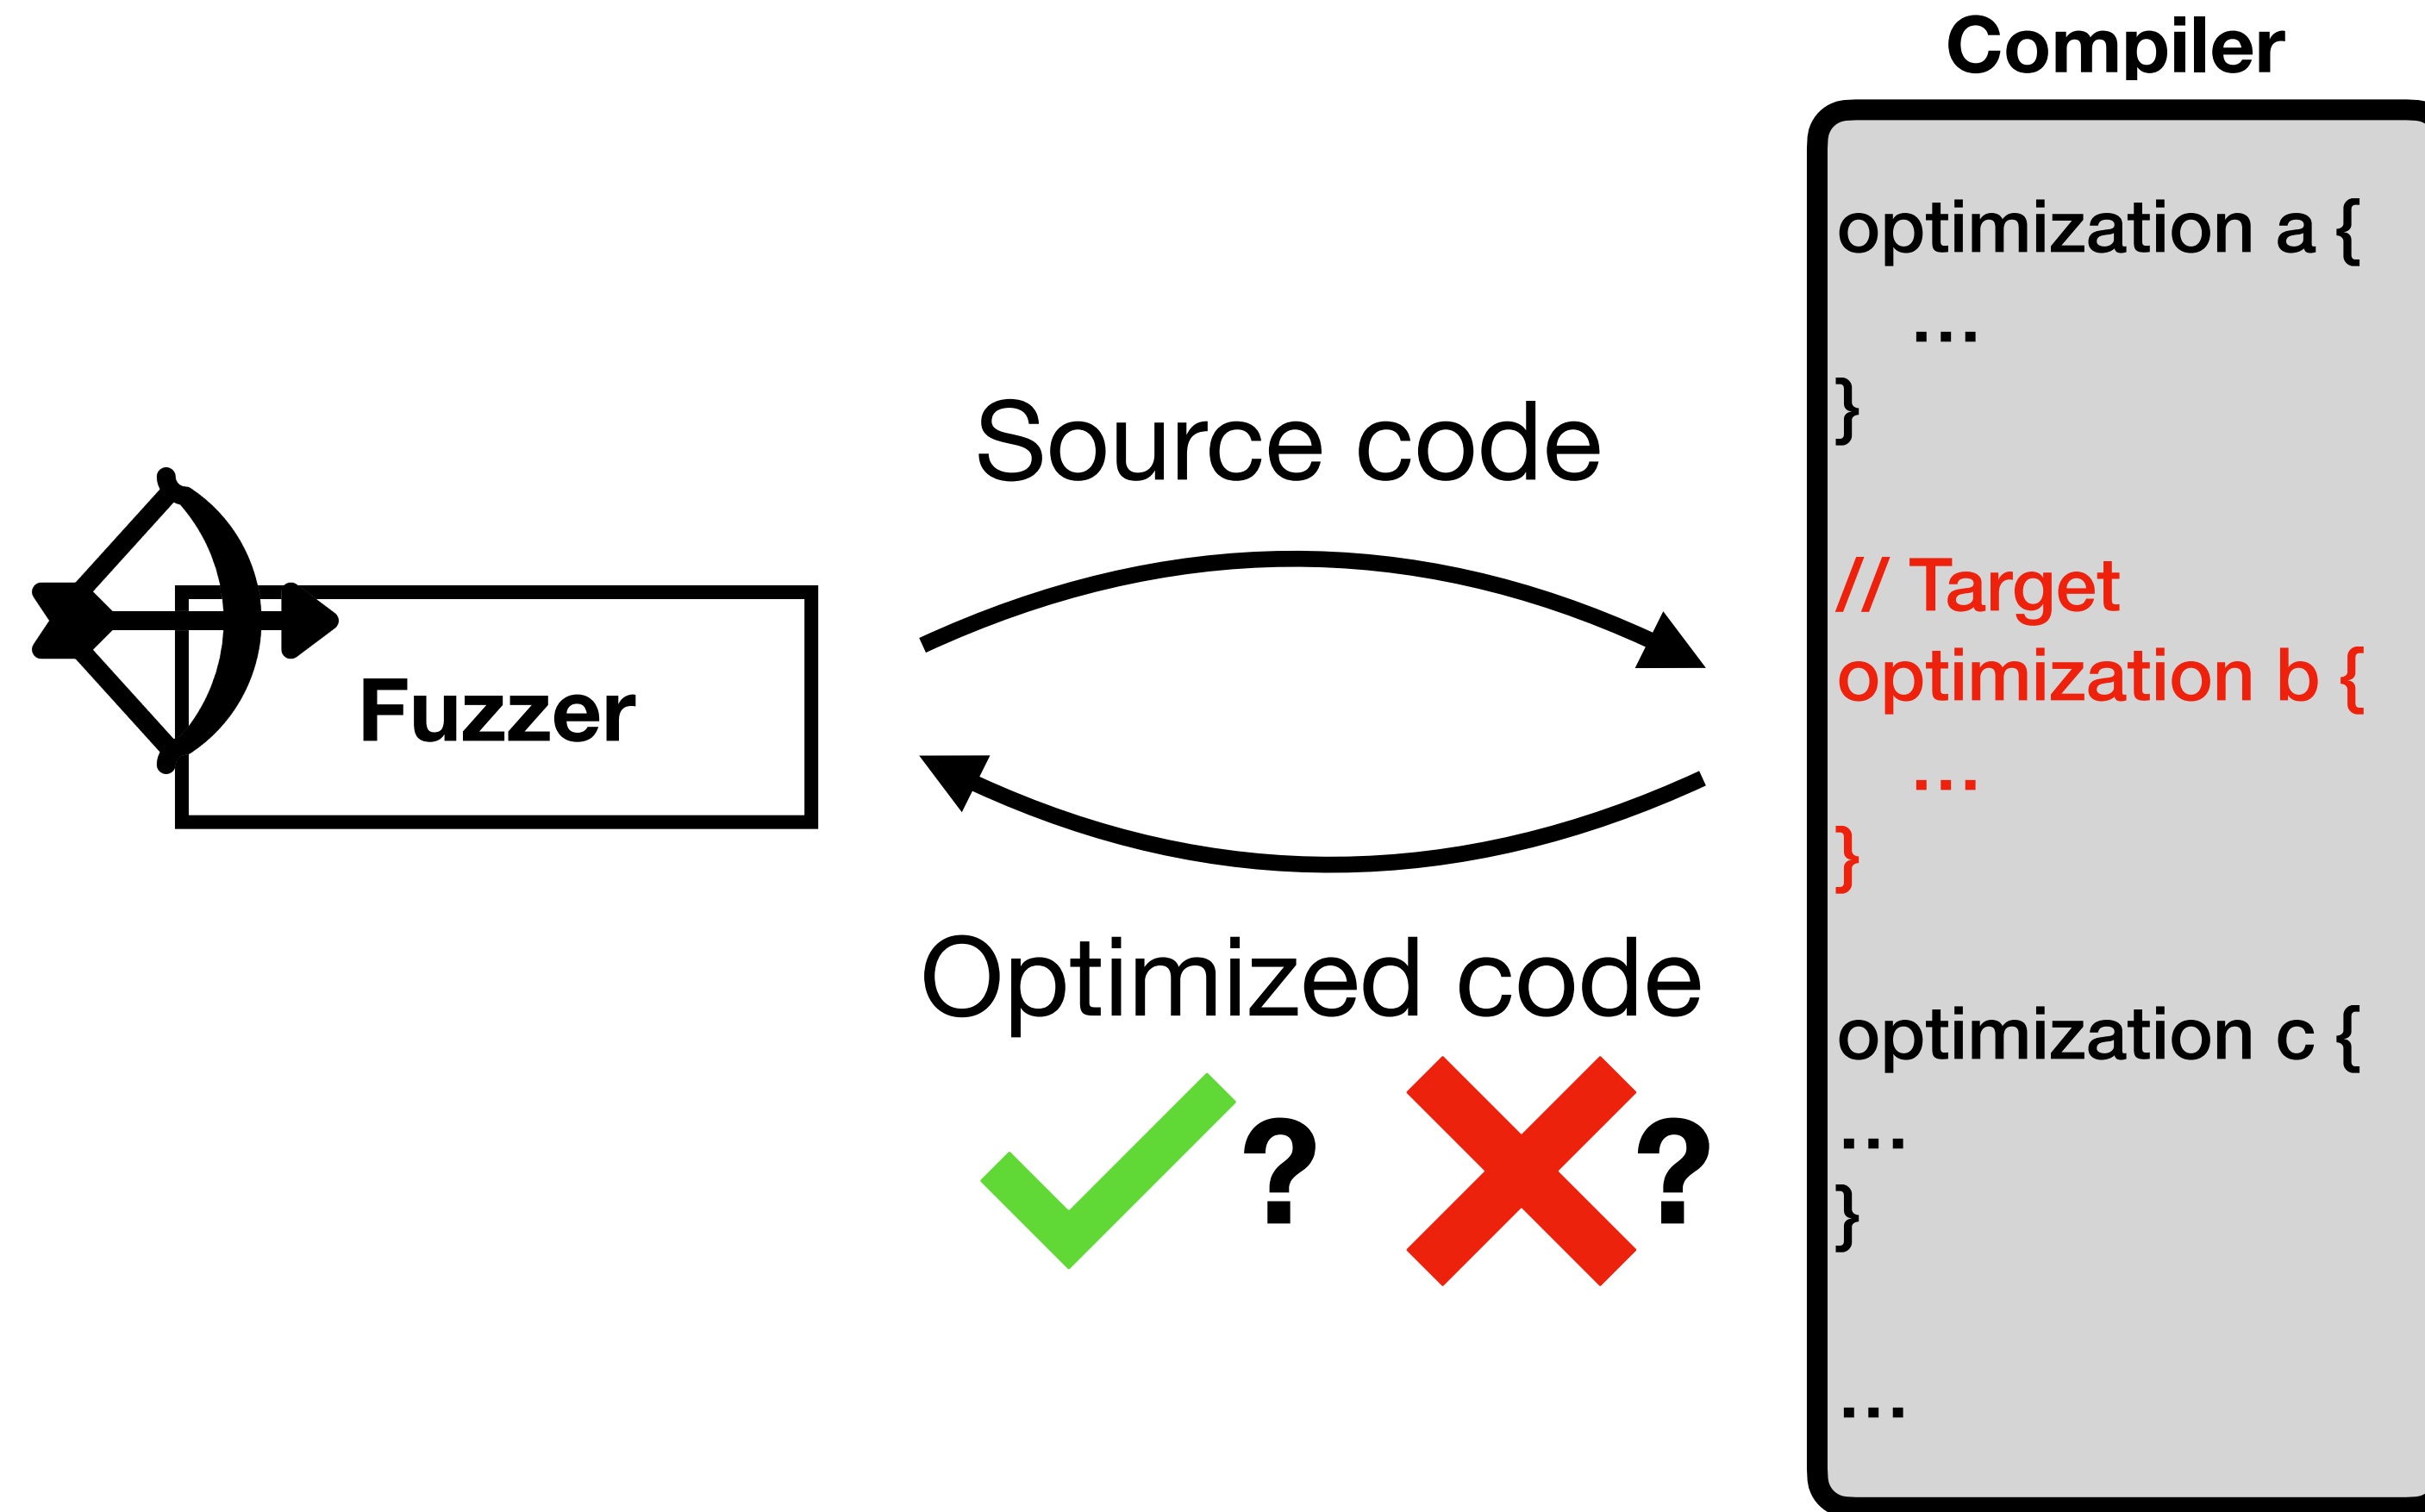 Compiler
optimization a {
...
}
// Target
optimization b {
...
}
optimization c {
...
}
...
Source code
Fuzzer
Optimized code
? ?